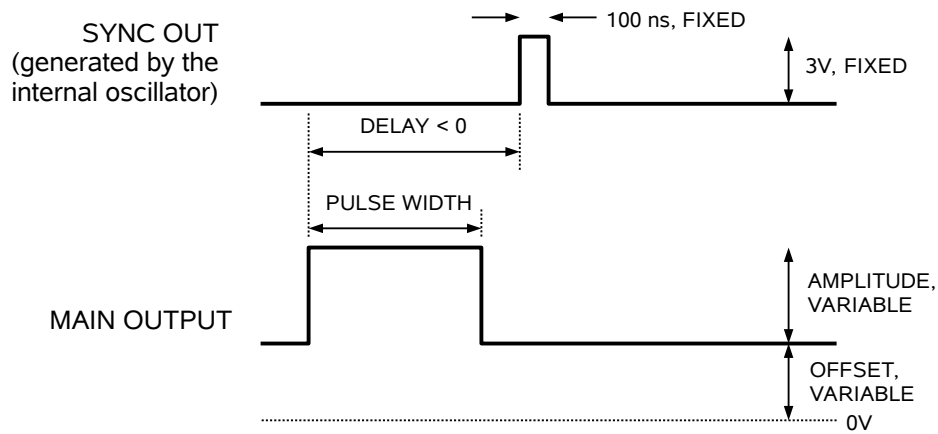 100 ns, FIXED
SYNC OUT
(generated by the
internal oscillator)
3V, FIXED
DELAY < 0
PULSE WIDTH
AMPLITUDE,
VARIABLE
MAIN OUTPUT
OFFSET,
VARIABLE
0V